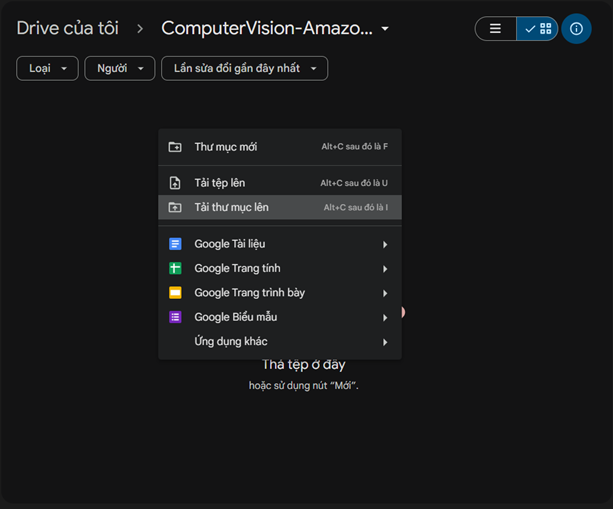 Drive của tôi > ComputerVision-Amazo...
Loại Người Lần sửa đổi gần đây nhất
Thư mục mới Alt+C sau đó là F
Tải tệp lên Alt+C sau đó là U
Tải thư mục lên Alt+C sau đó là I
Google Tài liệu
Google Trang tính
Google Trang trình bày
Google Biểu mẫu
Ứng dụng khác
Thả tệp ở đây
hoặc sử dụng nút “Mới”.